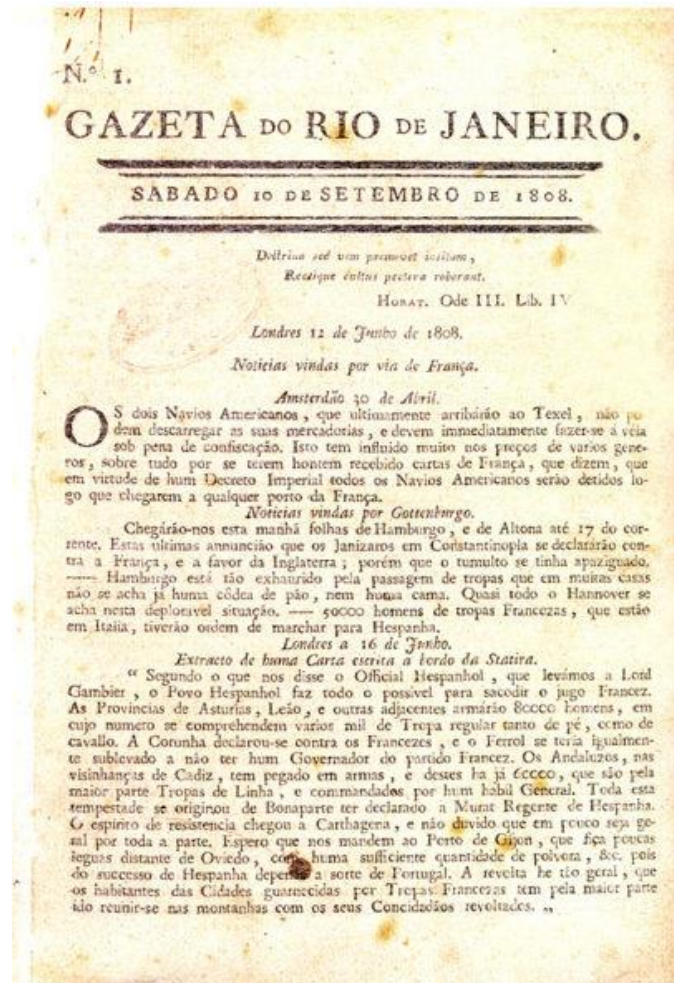 N.º 1.
GAZETA DO RIO DE JANEIRO.
SABADO 10 DE SETEMBRO DE 1808.
Doctrina sed vim promovet insitam,
Rectique cultus pectora roborant.
HORAT. Ode III. Lib. IV
Londres 12 de Junho de 1808.
Noticias vindas por via de França.
Amsterdão 30 de Abril.
OS dois Navios Americanos, que ultimamente arribárão ao Texel, não po
dem descarregar as suas mercadorias, e devem immediatamente fazer-se á véla
sob pena de confiscação. Isto tem influido muito nos preços de varios gene-
ros, sobre tudo por se terem hontem recebido cartas de França, que dizem, que
em virtude de hum Decreto Imperial todos os Navios Americanos serão detidos lo-
go que chegarem a qualquer porto da França.
Noticias vindas por Gottenburgo.
Chegárão-nos esta manhã folhas de Hamburgo, e de Altona até 17 do cor-
rente. Estas ultimas annuncião que os Janizaros em Constantinopla se declarárão con-
tra a França, e a favor da Inglaterra; porém que o tumulto se tinha apaziguado.
—— Hamburgo está tão exhaurido pela passagem de tropas que em muitas casas
não se acha já huma côdea de pão, nem huma cama. Quasi todo o Hannover se
acha nesta deploravel situação. —— 50000 homens de tropas Francezas, que estão
em Italia, tiverão ordem de marchar para Hespanha.
Londres a 16 de Junho.
Extracto de huma Carta escrita a bordo da Statira.
“ Segundo o que nos disse o Official Hespanhol, que levámos a Lord
Gambier, o Povo Hespanhol faz todo o possivel para sacodir o jugo Francez.
As Provincias de Asturias, Leão, e outras adjacentes armárão 80000 homens, em
cujo numero se comprehendem varios mil de Tropa regular tanto de pé, como de
cavallo. A Corunha declarou-se contra os Francezes, e o Ferrol se teria igualmen-
te sublevado a não ter hum Governador do partido Francez. Os Andaluzos, nas
visinhanças de Cadiz, tem pegado em armas, e destes ha já 60000, que são pela
maior parte Tropas de Linha, e commandados por hum habil General. Toda esta
tempestade se originou de Bonaparte ter declarado a Murat Regente de Hespanha.
O espirito de resistencia chegou a Carthagena, e não duvido que em pouco seja ge-
ral por toda a parte. Espero que nos mandem ao Porto de Gijon, que fica poucas
leguas distante de Oviedo, com huma sufficiente quantidade de polvora, &c. pois
do successo de Hespanha depende a sorte de Portugal. A revolta he tão geral, que
os habitantes das Cidades guarnecidas por Tropas Francezas tem pela maior parte
ido reunir-se nas montanhas com os seus Concidadãos revoltados. „